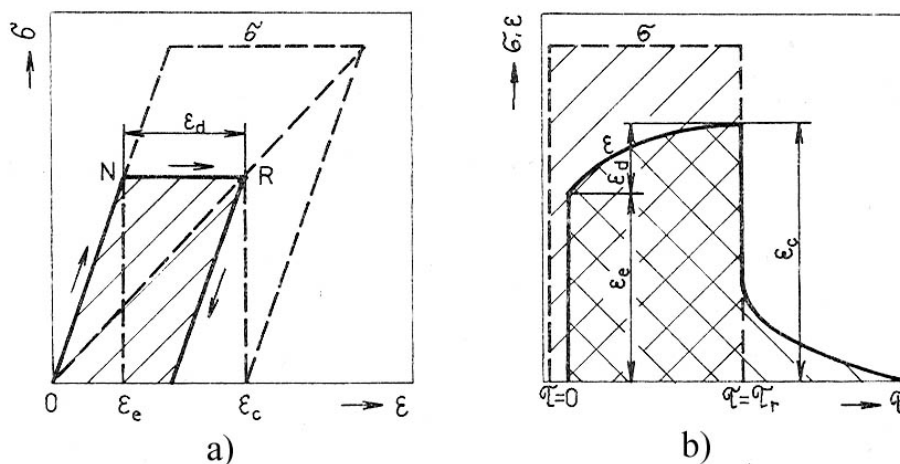 σ
σ
ε_d
N
R
0
ε_e
ε_c
ε
a)
σ, ε
σ
ε
ε_d
ε_e
ε_c
τ=0
τ=τ_r
τ
b)